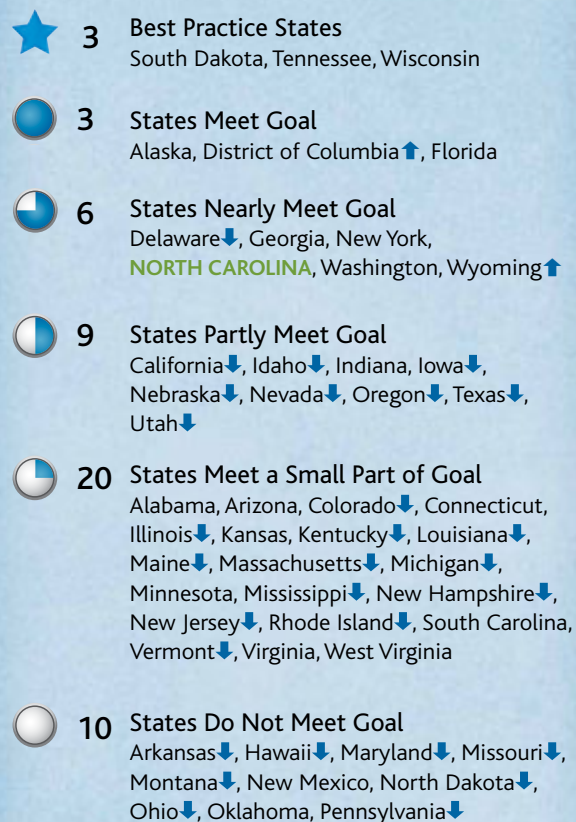 3 Best Practice States
South Dakota, Tennessee, Wisconsin
3 States Meet Goal
Alaska, District of Columbia⬆, Florida
6 States Nearly Meet Goal
Delaware⬇, Georgia, New York,
NORTH CAROLINA, Washington, Wyoming⬆
9 States Partly Meet Goal
California⬇, Idaho⬇, Indiana, Iowa⬇,
Nebraska⬇, Nevada⬇, Oregon⬇, Texas⬇,
Utah⬇
20 States Meet a Small Part of Goal
Alabama, Arizona, Colorado⬇, Connecticut,
Illinois⬇, Kansas, Kentucky⬇, Louisiana⬇,
Maine⬇, Massachusetts⬇, Michigan⬇,
Minnesota, Mississippi⬇, New Hampshire⬇,
New Jersey⬇, Rhode Island⬇, South Carolina,
Vermont⬇, Virginia, West Virginia
10 States Do Not Meet Goal
Arkansas⬇, Hawaii⬇, Maryland⬇, Missouri⬇,
Montana⬇, New Mexico, North Dakota⬇,
Ohio⬇, Oklahoma, Pennsylvania⬇